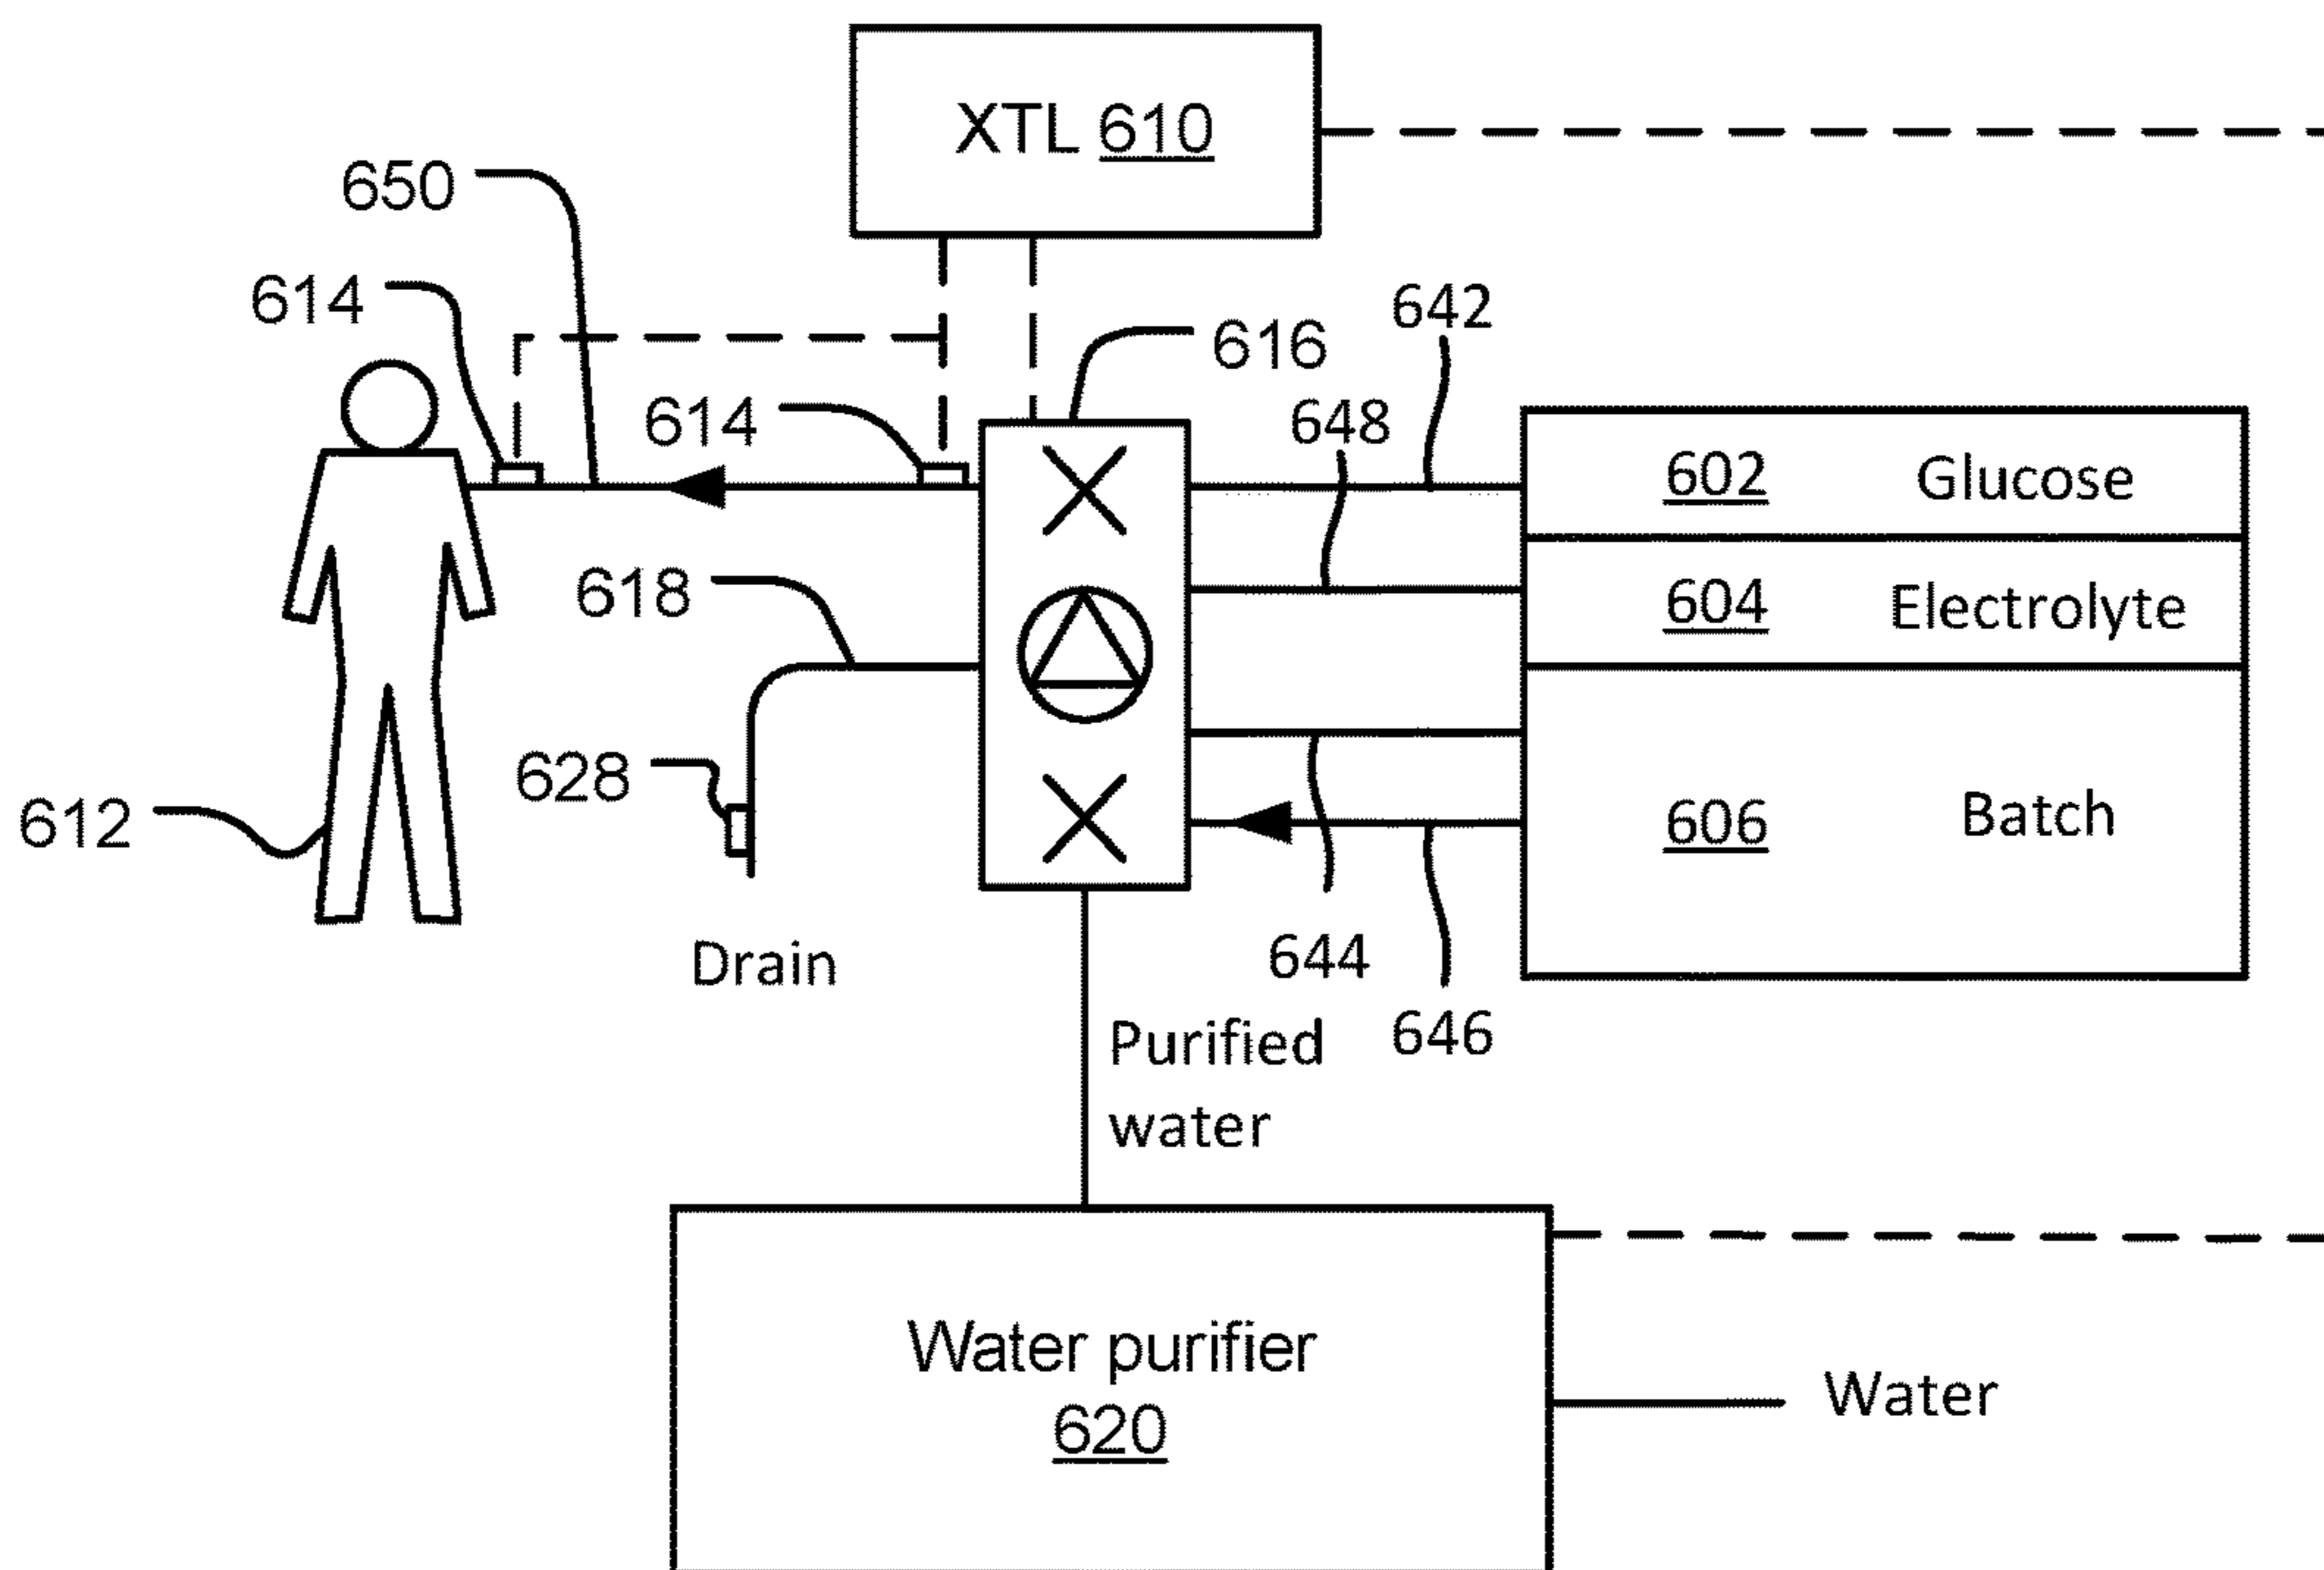 XTL 610
650
614
642
616
648
614
602 Glucose
618
604 Electrolyte
628
612
606 Batch
Drain
644
646
Purified
water
Water purifier
620
Water